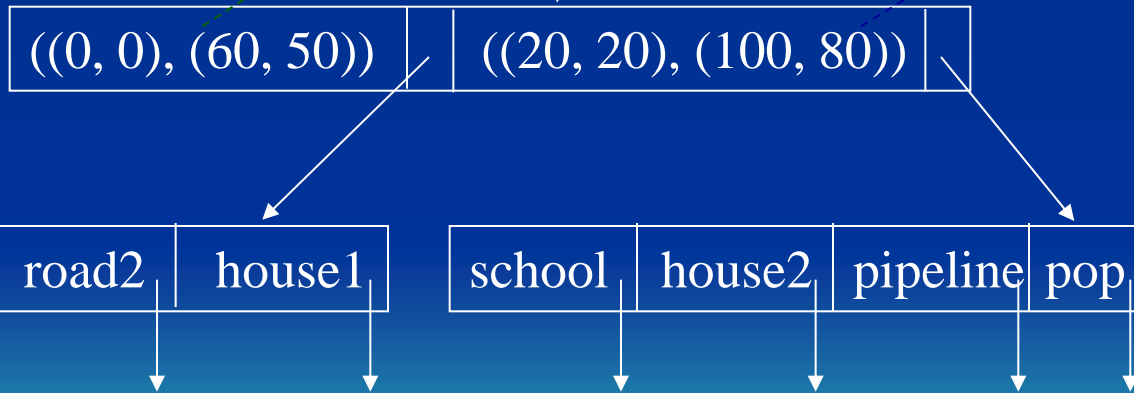 ((0, 0), (60, 50)) ((20, 20), (100, 80))
road2 house1 school house2 pipeline pop